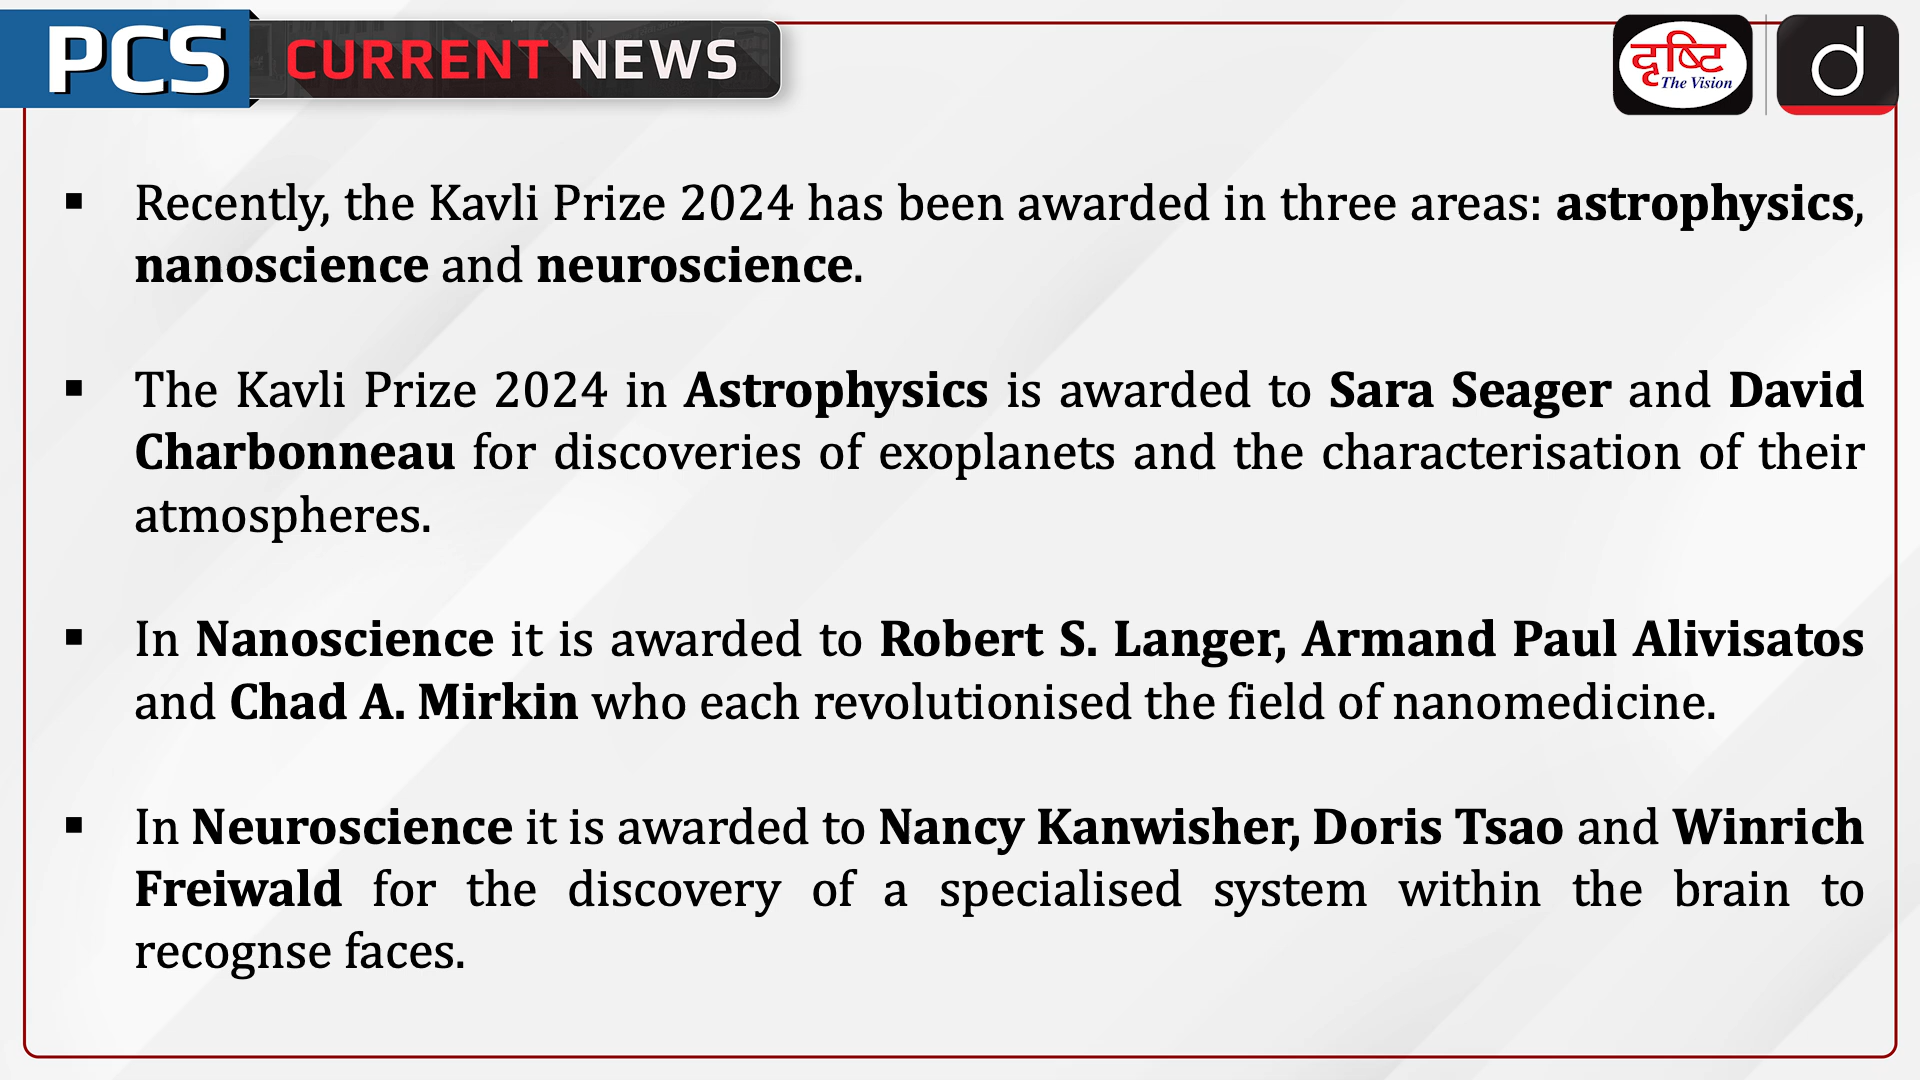 PCS CURRENT NEWS
दृष्टि
The Vision
d
▪ Recently, the Kavli Prize 2024 has been awarded in three areas: astrophysics,
nanoscience and neuroscience.
▪ The Kavli Prize 2024 in Astrophysics is awarded to Sara Seager and David
Charbonneau for discoveries of exoplanets and the characterisation of their
atmospheres.
▪ In Nanoscience it is awarded to Robert S. Langer, Armand Paul Alivisatos
and Chad A. Mirkin who each revolutionised the field of nanomedicine.
▪ In Neuroscience it is awarded to Nancy Kanwisher, Doris Tsao and Winrich
Freiwald for the discovery of a specialised system within the brain to
recognse faces.